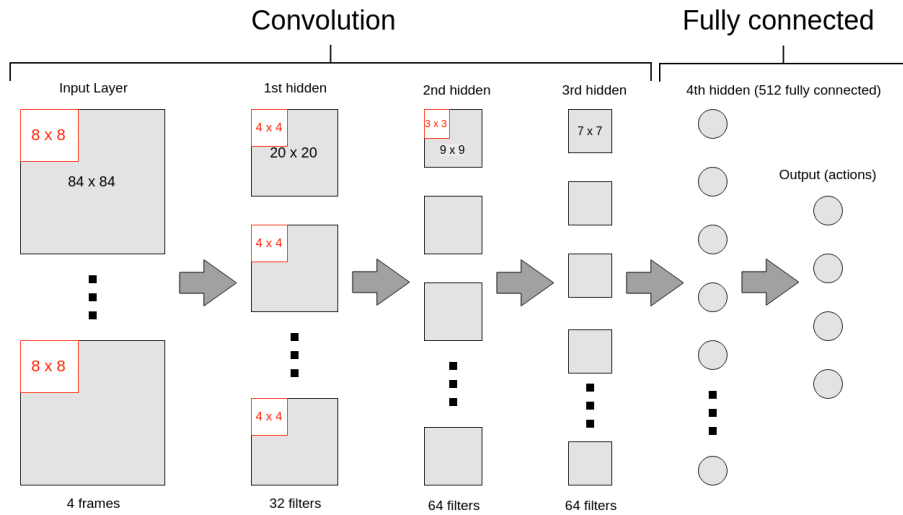 Convolution
Fully connected
Input Layer
1st hidden
2nd hidden
3rd hidden
4th hidden (512 fully connected)
8 x 8
84 x 84
4 x 4
20 x 20
3 x 3
9 x 9
7 x 7
Output (actions)
4 x 4
8 x 8
4 x 4
4 frames
32 filters
64 filters
64 filters